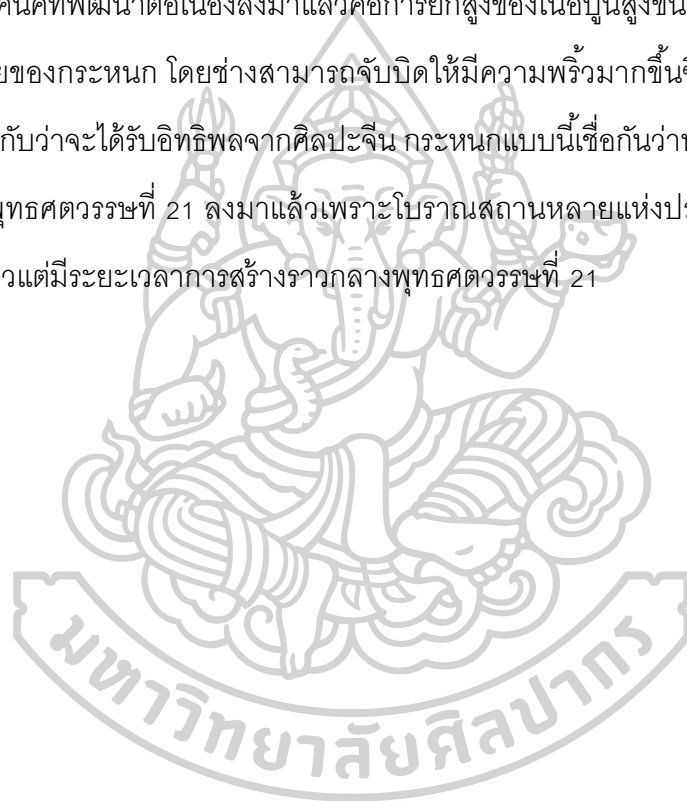 คนิคที่พัฒนาต่อเนื่องลงมาแล้วคือการยกสูงของเนื้อปูนสูงขึ้น
ยของกระหนก โดยช่างสามารถจับบิดให้มีความพริ้วมากขึ้น
กับว่าจะได้รับอิทธิพลจากศิลปะจีน กระหนกแบบนี้เชื่อกันว่า
พุทธศตวรรษที่ 21 ลงมาแล้วเพราะโบราณสถานหลายแห่ง
วแต่มีระยะเวลาการสร้างราวกลางพุทธศตวรรษที่ 21
มหาวิทยาลัยศิลปากร